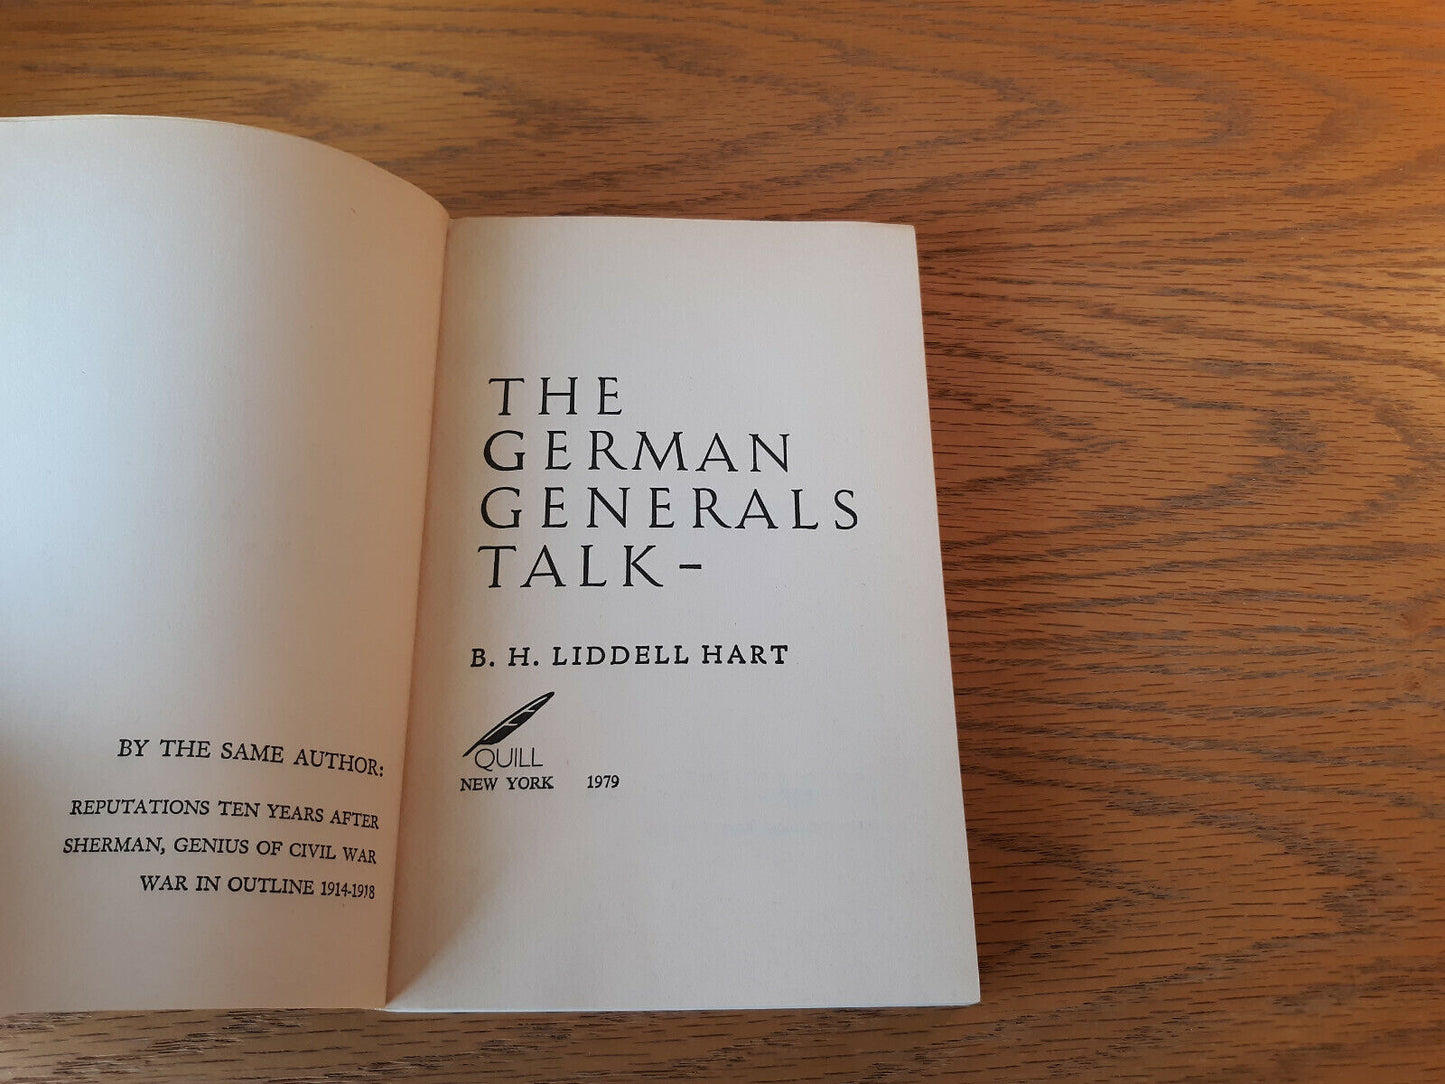 BY THE SAME AUTHOR:
REPUTATIONS TEN YEARS AFTER
SHERMAN, GENIUS OF CIVIL WAR
WAR IN OUTLINE 1914-1918
THE
GERMAN
GENERALS
TALK –
B. H. LIDDELL HART
QUILL
NEW YORK 1979